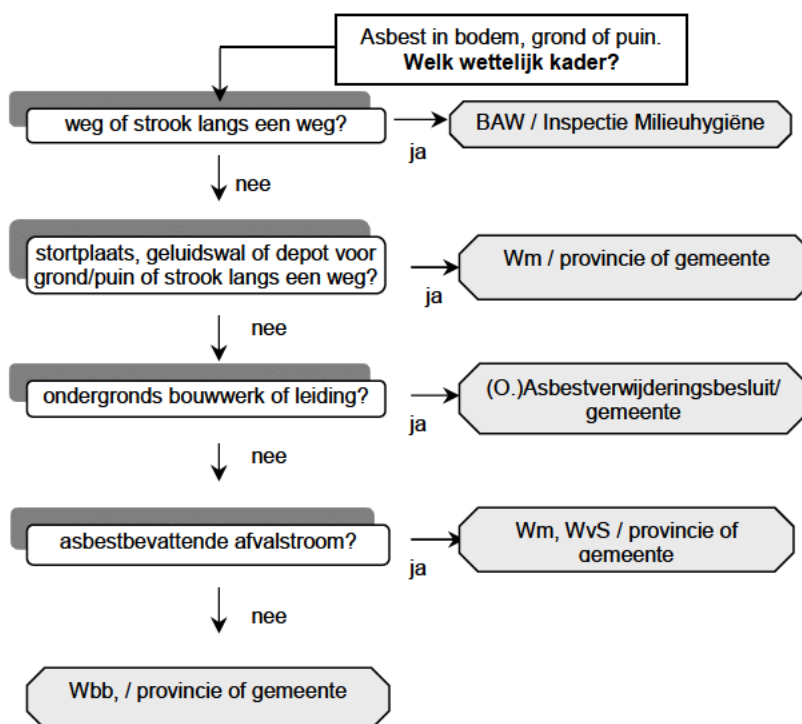 Asbest in bodem, grond of puin.
Welk wettelijk kader?
weg of strook langs een weg?
ja
BAW / Inspectie Milieuhygiëne
nee
stortplaats, geluidswal of depot voor
grond/puin of strook langs een weg?
ja
Wm / provincie of gemeente
nee
ondergronds bouwwerk of leiding?
ja
(O.)Asbestverwijderingsbesluit/
gemeente
nee
asbestbevattende afvalstroom?
ja
Wm, WvS / provincie of
gemeente
nee
Wbb, / provincie of gemeente